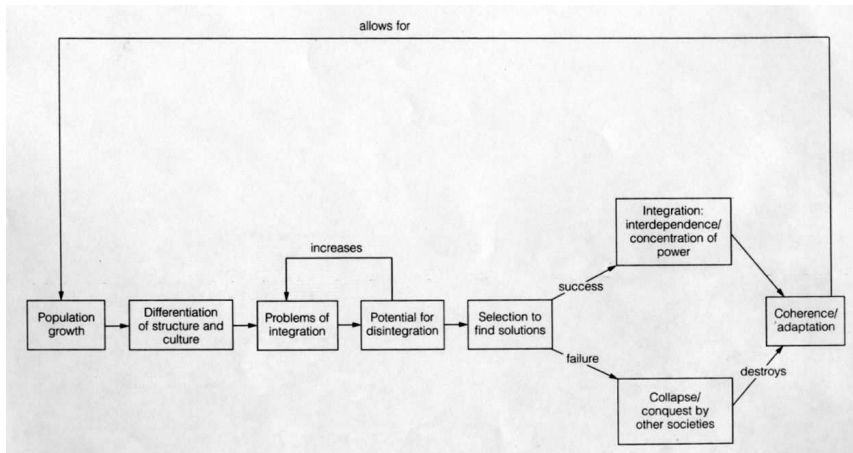 allows for
Integration:
interdependence/
concentration of
power
increases
success
Population
growth
Differentiation
of structure and
culture
Problems of
integration
Potential for
disintegration
Selection to
find solutions
Coherence/
adaptation
failure
destroys
Collapse/
conquest by
other societies